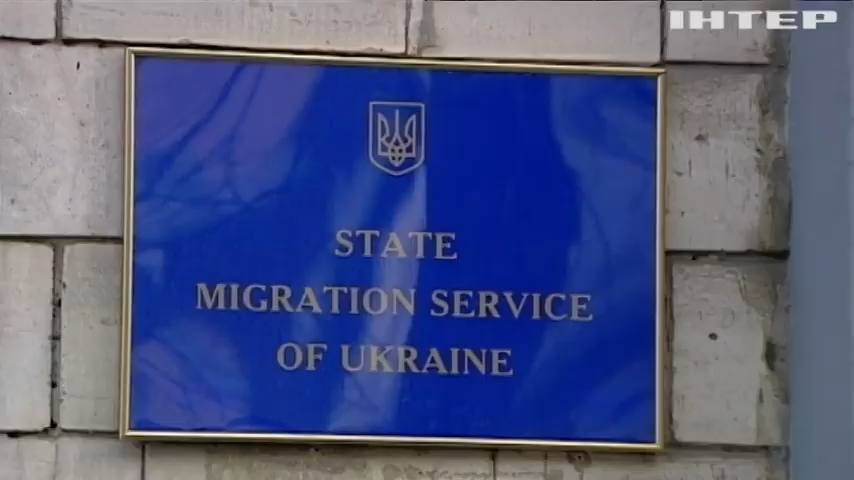 ІНТЕР
STATE
MIGRATION SERVICE
OF UKRAINE